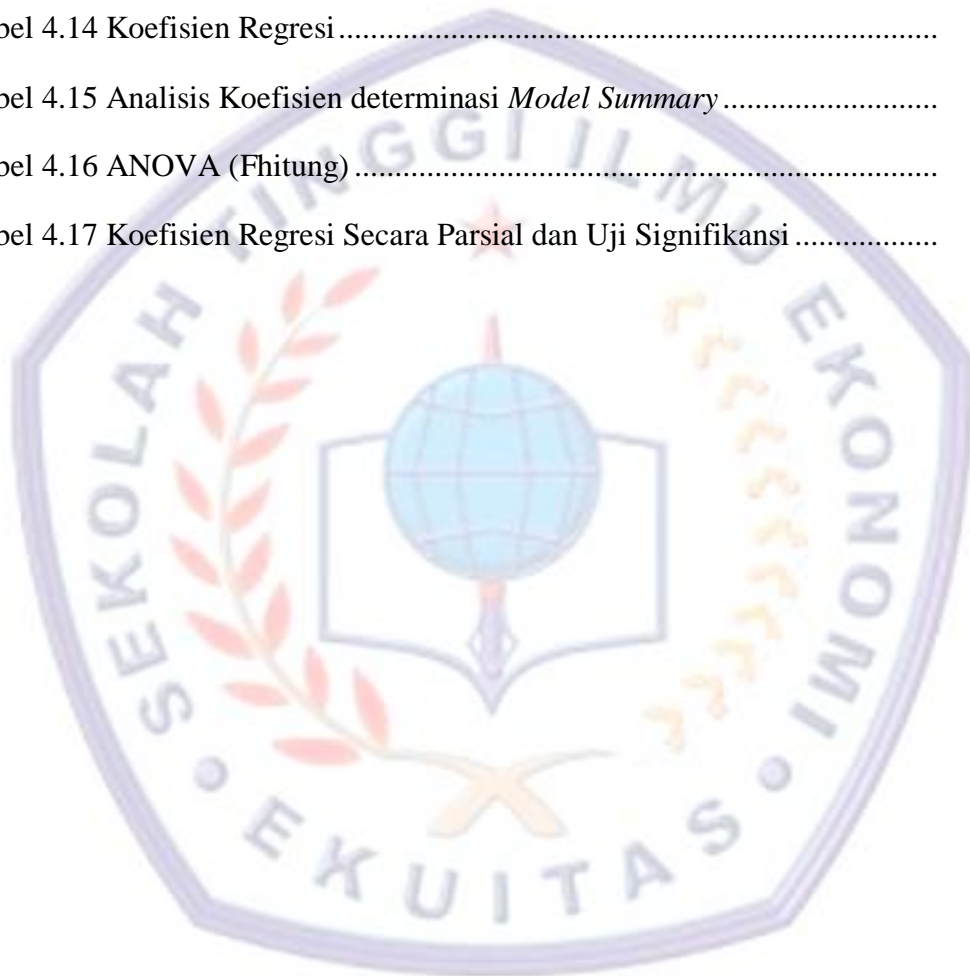 bel 4.14 Koefisien Regresi..........................................................................
bel 4.15 Analisis Koefisien determinasi Model Summary..........................
bel 4.16 ANOVA (Fhitung)........................................................................
bel 4.17 Koefisien Regresi Secara Parsial dan Uji Signifikansi..................
SEKOLAH TINGGI ILMU EKONOMI
EKUITAS